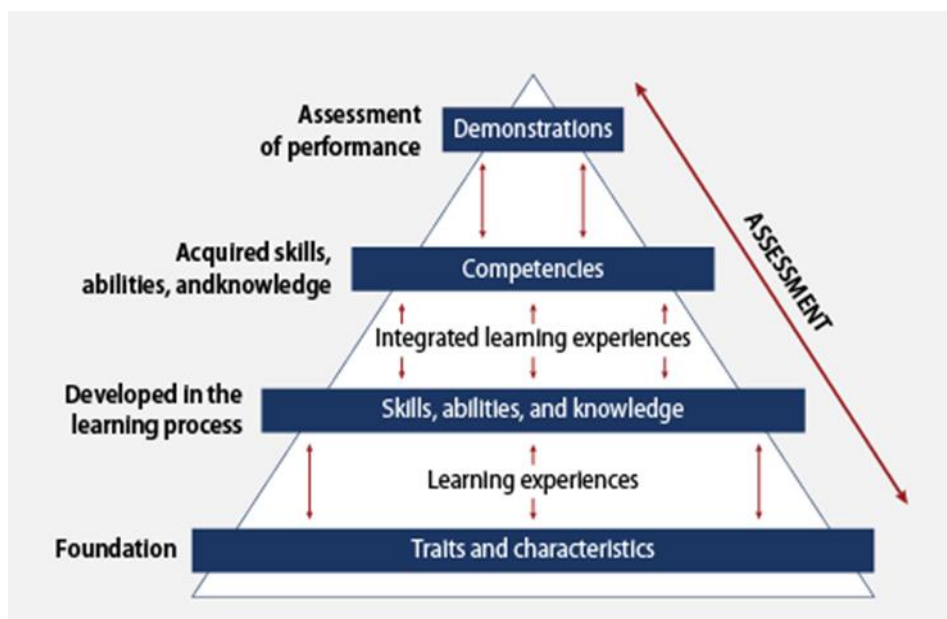 Assessment
of performance
Demonstrations
ASSESSMENT
Acquired skills,
abilities, andknowledge
Competencies
Integrated learning experiences
Developed in the
learning process
Skills, abilities, and knowledge
Learning experiences
Foundation
Traits and characteristics